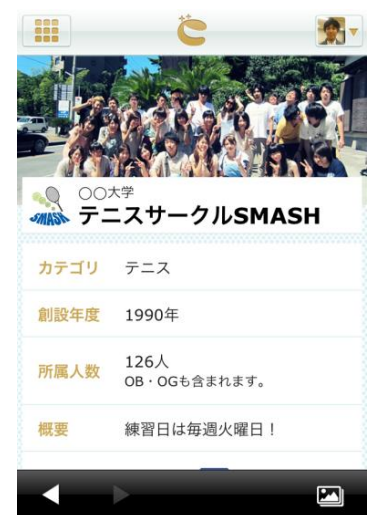 ○○大学
SMASH
テニスサークルSMASH
カテゴリ
テニス
創設年度
1990年
所属人数
126人
OB・OGも含まれます。
概要
練習日は毎週火曜日！